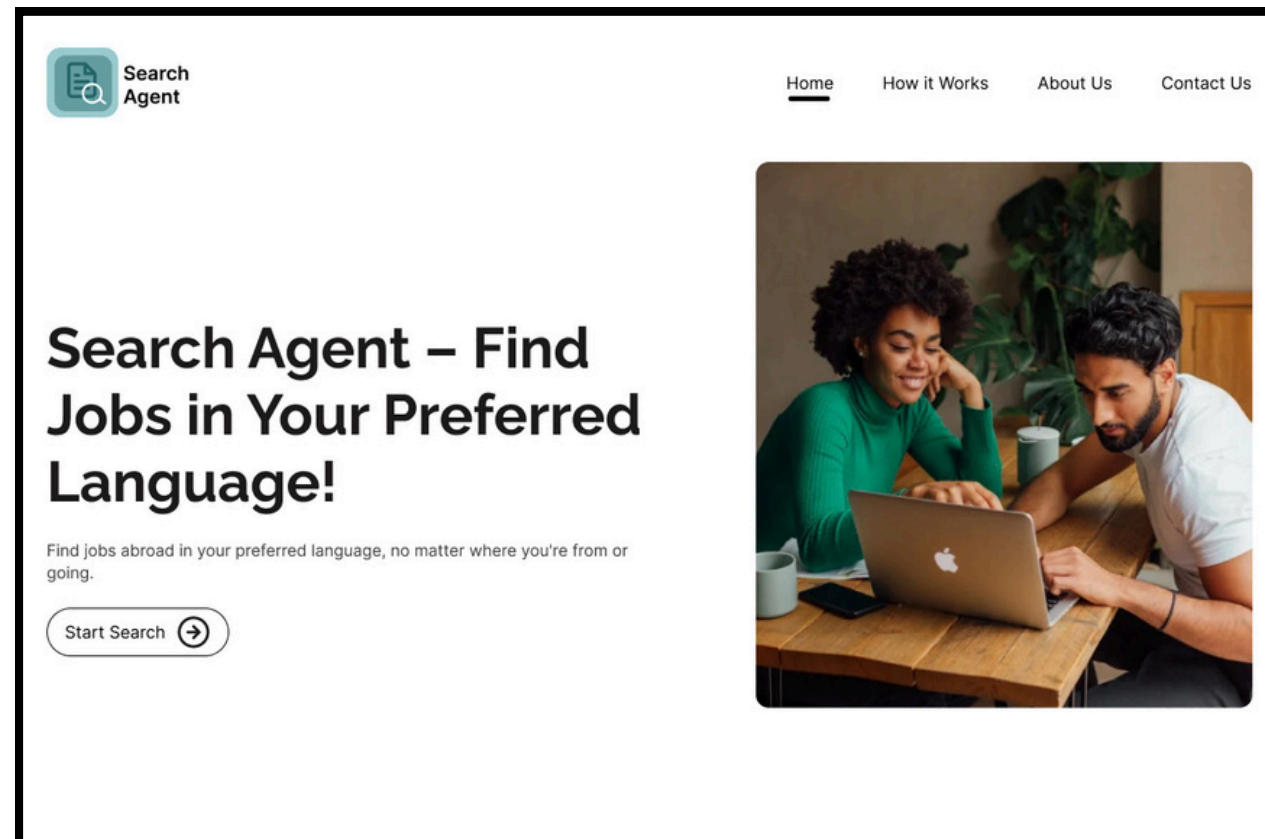 Search
Agent
Home
How it Works
About Us
Contact Us
Search Agent – Find
Jobs in Your Preferred
Language!
Find jobs abroad in your preferred language, no matter where you're from or
going.
Start Search